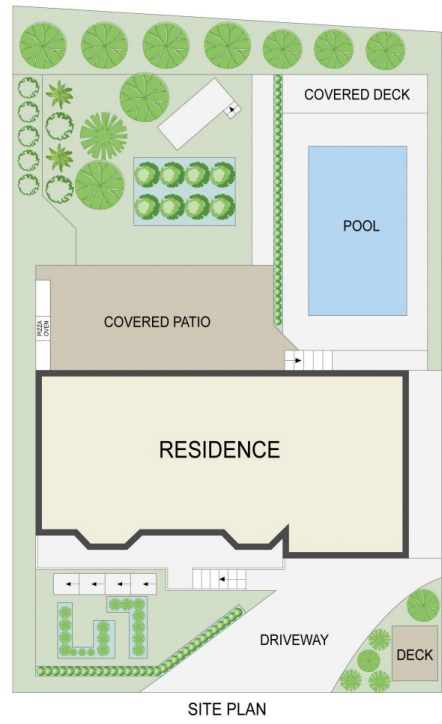 COVERED DECK
POOL
COVERED PATIO
PIZZA
OVEN
RESIDENCE
DRIVEWAY
DECK
SITE PLAN